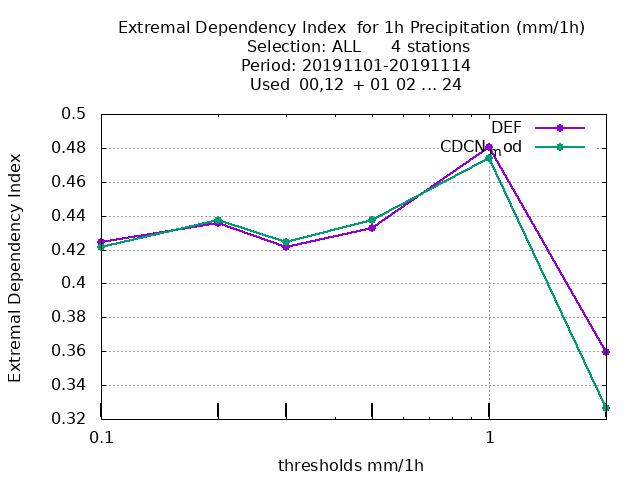 Extremal Dependency Index  for 1h Precipitation (mm/1h)
Selection: ALL      4 stations
Period: 20191101-20191114
Used  00,12  + 01 02 ... 24
0.5
0.48
0.46
0.44
0.42
0.4
0.38
0.36
0.34
0.32
Extremal Dependency Index
DEF
CDCNmod
0.1
1
thresholds mm/1h